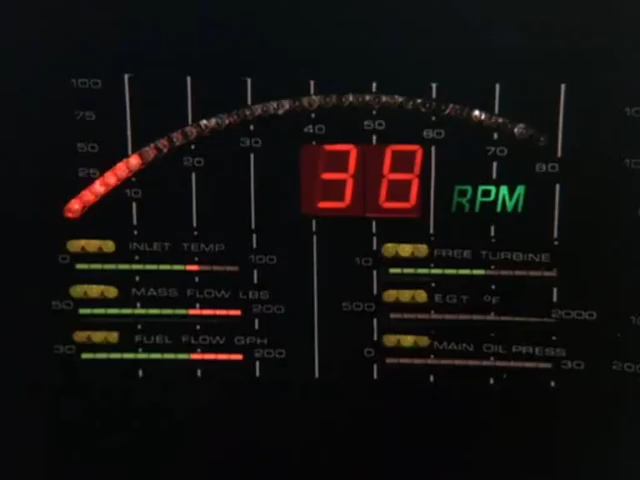 100
75
50
25
10
20
30
40
50
60
70
80
38
RPM
0 INLET TEMP 100
50 MASS FLOW LBS 200
30 FUEL FLOW GPH 200
10 FREE TURBINE
500 E.G.T. °F 2000
0 MAIN OIL PRESS 30